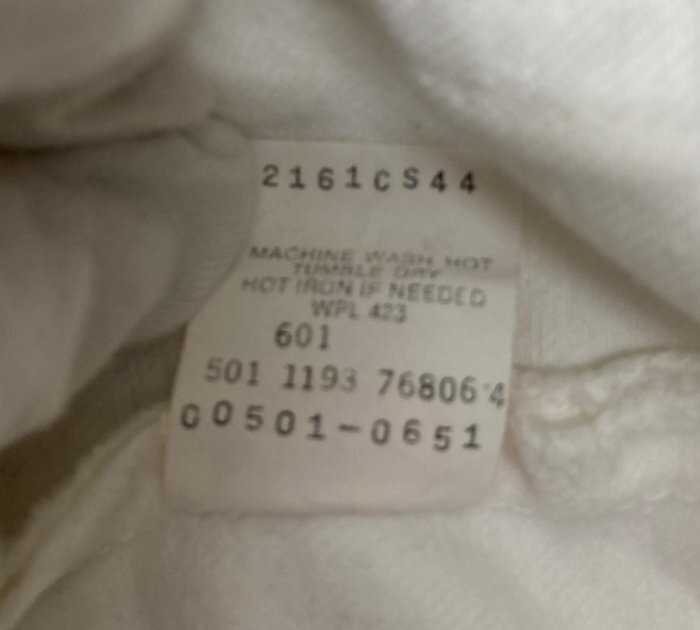 2161CS44
MACHINE WASH HOT
TUMBLE DRY
HOT IRON IF NEEDED
WPL 423
601
501 1193 76806 4
00501-0651